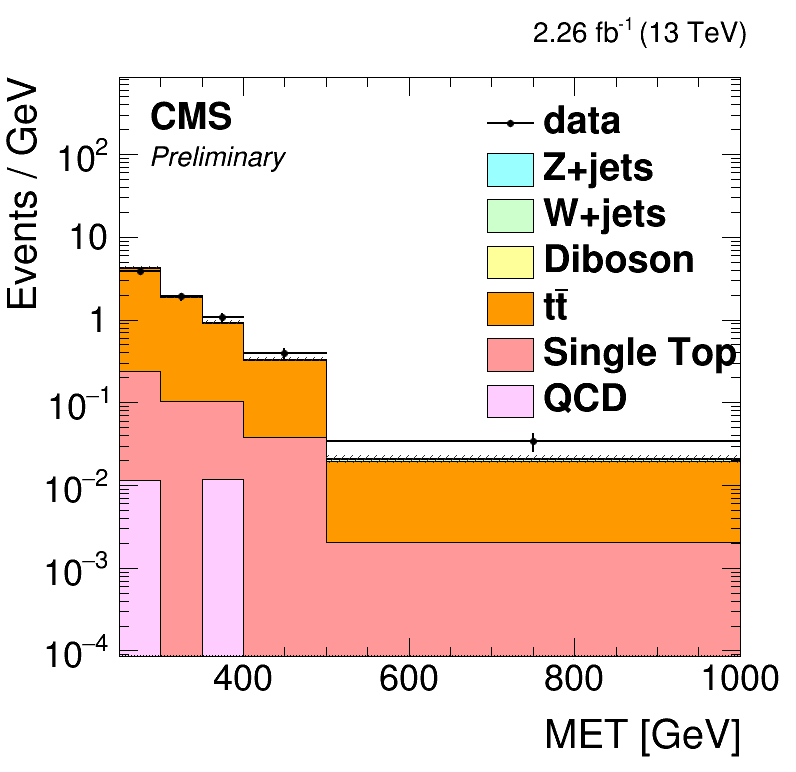 2.26 fb⁻¹ (13 TeV)
Events / GeV
CMS
Preliminary
data
Z+jets
W+jets
Diboson
tt̄
Single Top
QCD
10²
10
1
10⁻¹
10⁻²
10⁻³
10⁻⁴
400 600 800 1000
MET [GeV]